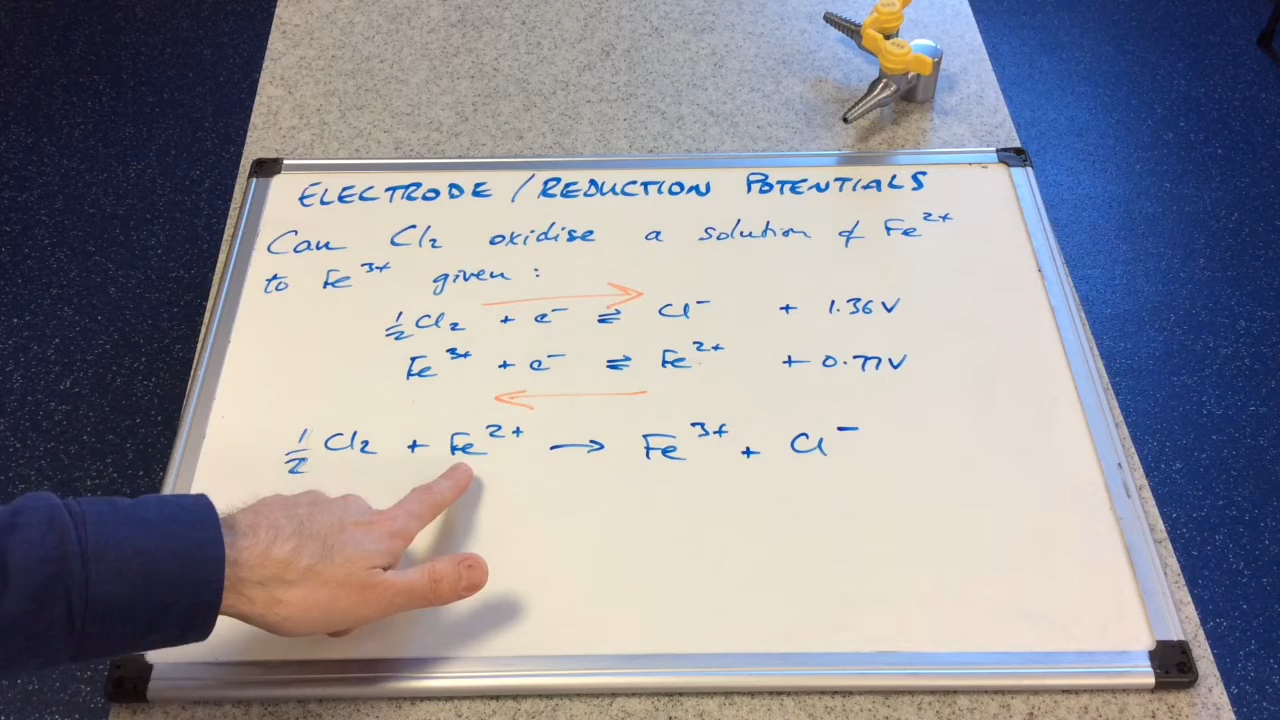 ELECTRODE / REDUCTION POTENTIALS
Can Cl₂ oxidise a solution of Fe²⁺
to Fe³⁺ given:
½Cl₂ + e⁻ ⇌ Cl⁻ + 1.36V
Fe³⁺ + e⁻ ⇌ Fe²⁺ + 0.77V
½Cl₂ + Fe²⁺ → Fe³⁺ + Cl⁻